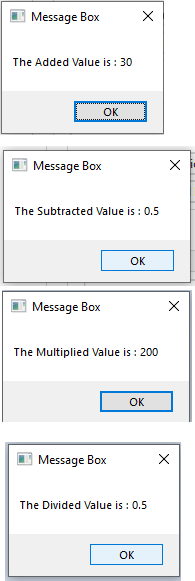 Message Box
The Added Value is : 30
OK
Message Box
The Subtracted Value is : 0.5
OK
Message Box
The Multiplied Value is : 200
OK
Message Box
The Divided Value is : 0.5
OK